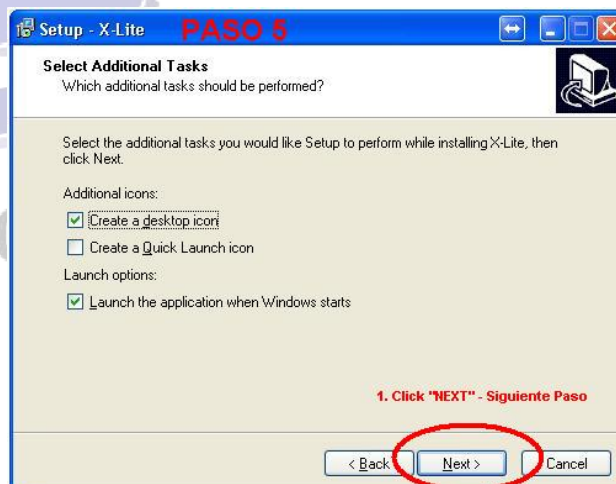 Setup - X-Lite PASO 5
Select Additional Tasks
Which additional tasks should be performed?
Select the additional tasks you would like Setup to perform while installing X-Lite, then
click Next.
Additional icons:
Create a desktop icon
Create a Quick Launch icon
Launch options:
Launch the application when Windows starts
1. Click "NEXT" - Siguiente Paso
< Back Next > Cancel